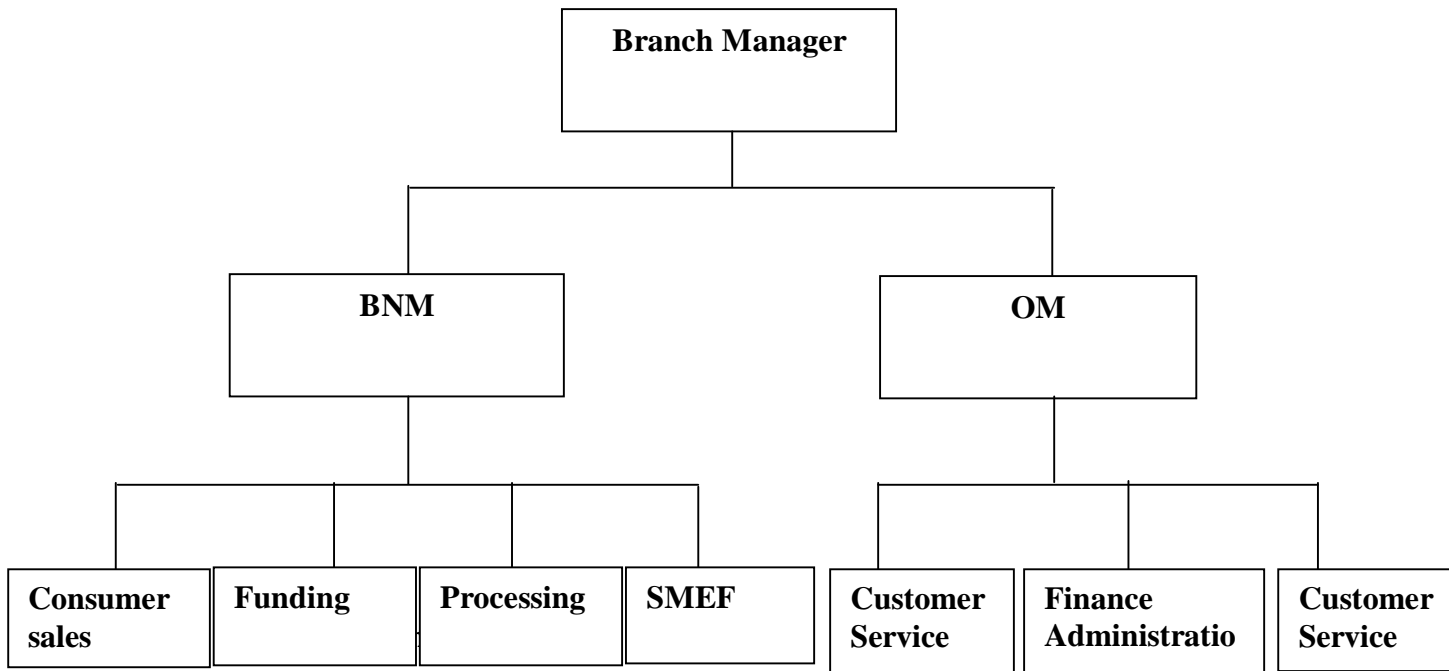 Branch Manager
BNM
OM
Consumer
sales
Funding
Processing
SMEF
Customer
Service
Finance
Administratio
Customer
Service